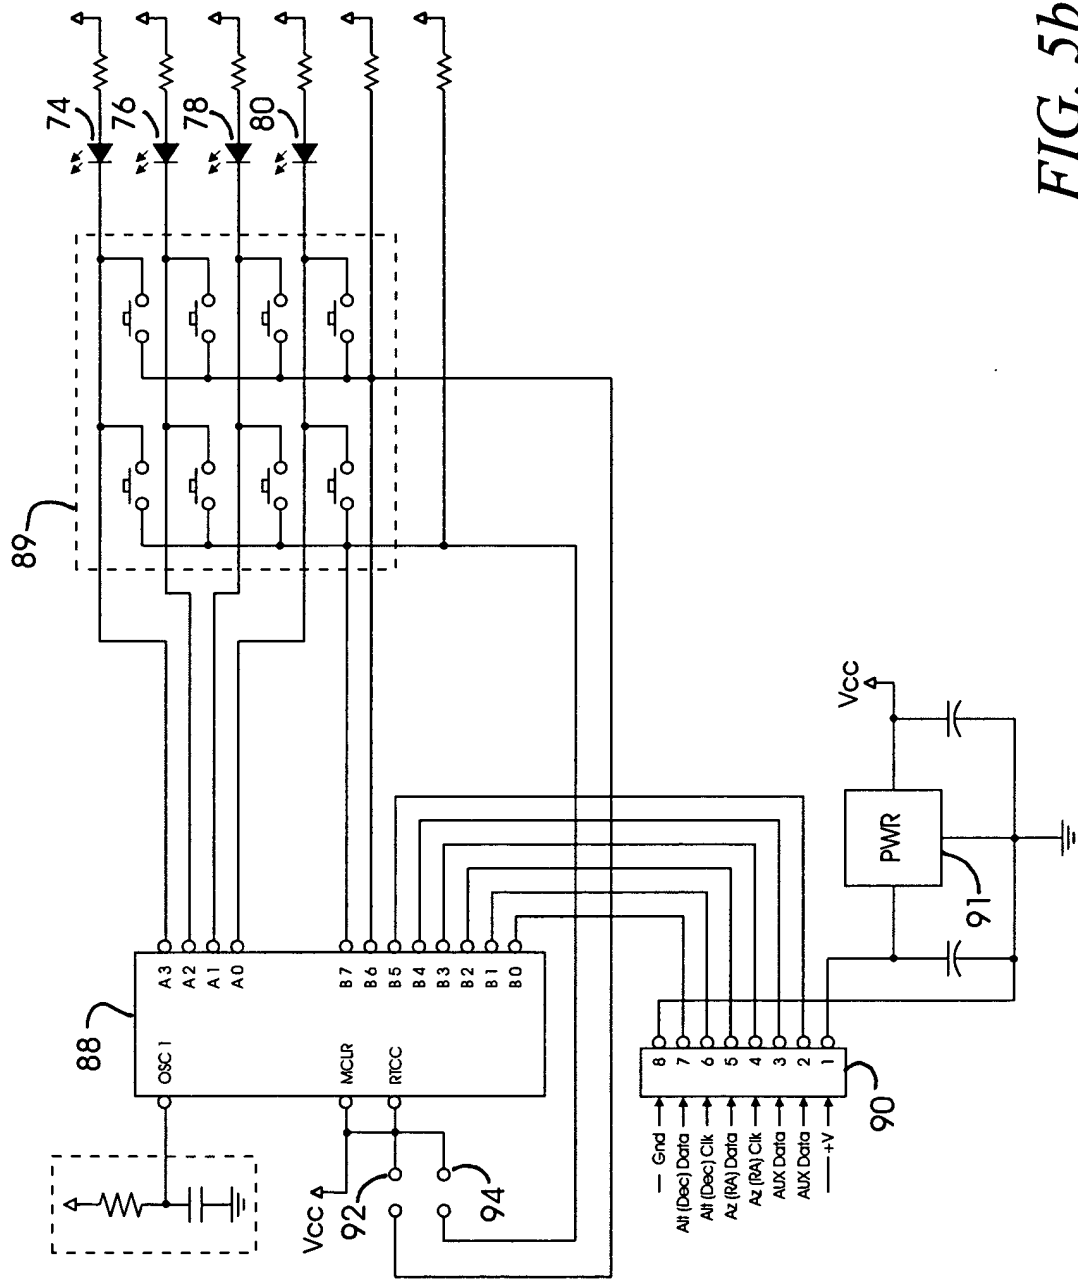 74
76
78
80
89
88
OSC 1
A3
A2
A1
A0
MCLR
RTCC
B7
B6
B5
B4
B3
B2
B1
B0
Vcc
92
94
8
7
6
5
4
3
2
1
Gnd
Alt (Dec) Data
Alt (Dec) Clk
Az (RA) Data
Az (RA) Clk
AUX Data
AUX Data
+V
90
PWR
91
Vcc
FIG. 5b